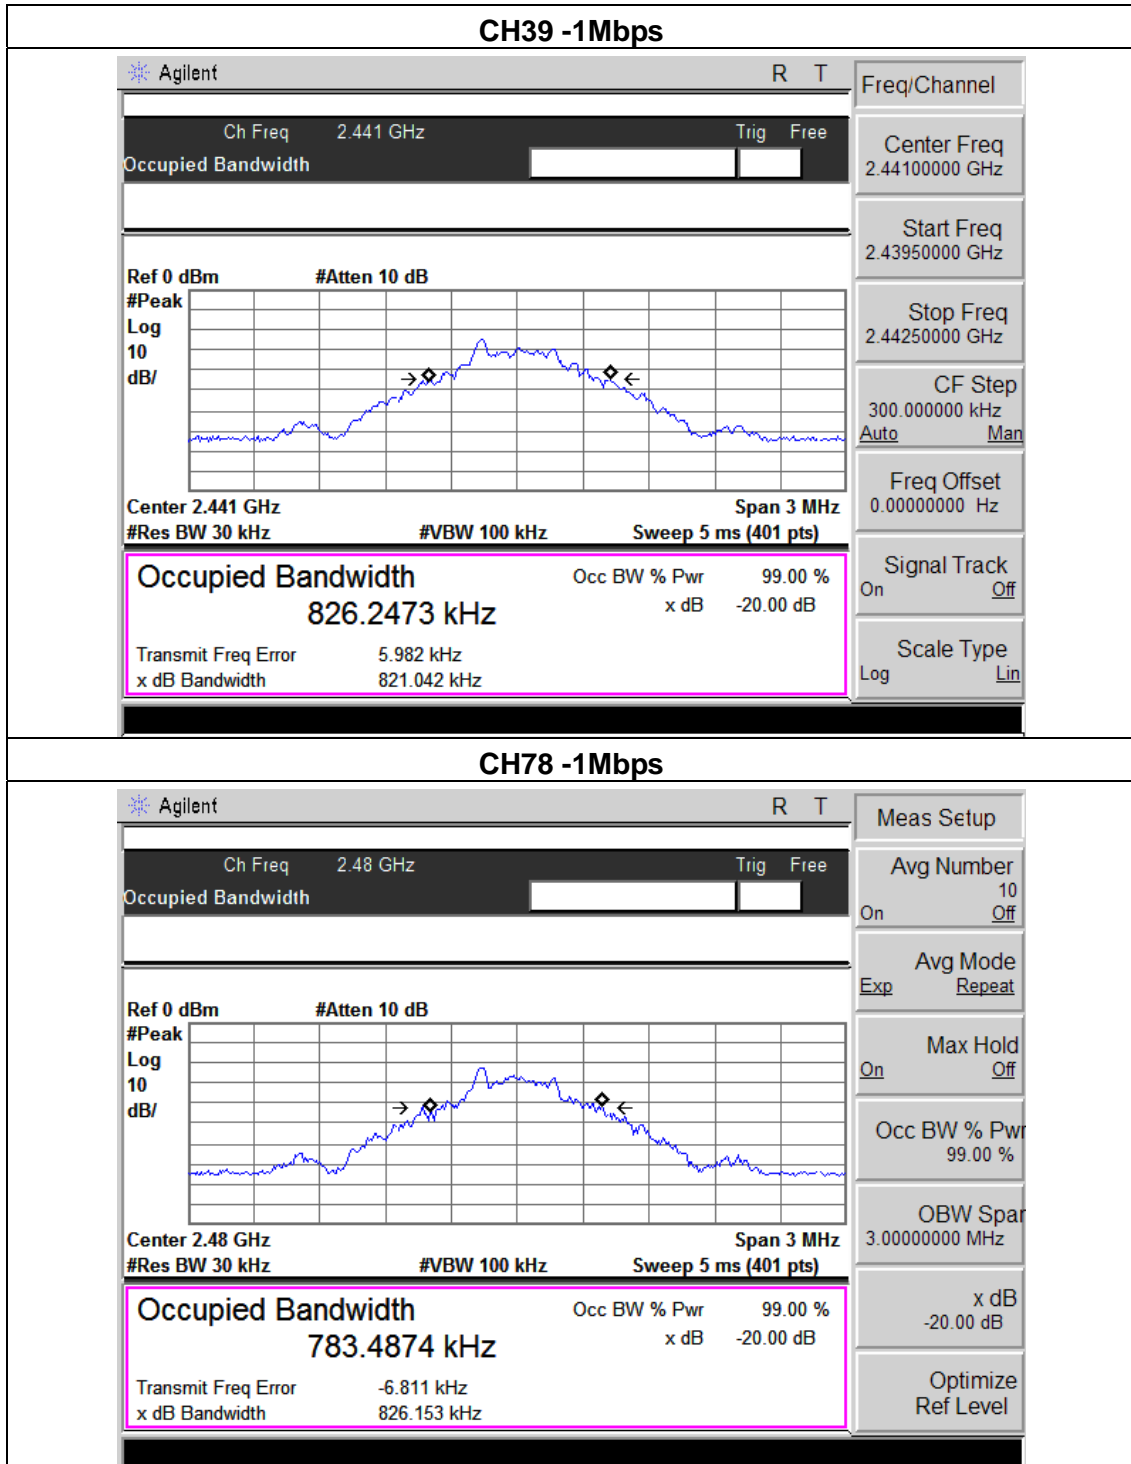 CH39 -1Mbps
Agilent R T
Freq/Channel
Ch Freq 2.441 GHz Trig Free
Occupied Bandwidth
Center Freq
2.44100000 GHz
Start Freq
2.43950000 GHz
Ref 0 dBm #Atten 10 dB
#Peak
Log
10
dB/
Stop Freq
2.44250000 GHz
CF Step
300.000000 kHz
Auto Man
Freq Offset
0.00000000 Hz
Center 2.441 GHz Span 3 MHz
#Res BW 30 kHz #VBW 100 kHz Sweep 5 ms (401 pts)
Occupied Bandwidth Occ BW % Pwr 99.00 %
826.2473 kHz x dB -20.00 dB
Transmit Freq Error 5.982 kHz
x dB Bandwidth 821.042 kHz
Signal Track
On Off
Scale Type
Log Lin
CH78 -1Mbps
Agilent R T
Meas Setup
Ch Freq 2.48 GHz Trig Free
Occupied Bandwidth
Avg Number
10
On Off
Avg Mode
Exp Repeat
Ref 0 dBm #Atten 10 dB
#Peak
Log
10
dB/
Max Hold
On Off
Occ BW % Pwr
99.00 %
OBW Span
3.00000000 MHz
Center 2.48 GHz Span 3 MHz
#Res BW 30 kHz #VBW 100 kHz Sweep 5 ms (401 pts)
Occupied Bandwidth Occ BW % Pwr 99.00 %
783.4874 kHz x dB -20.00 dB
Transmit Freq Error -6.811 kHz
x dB Bandwidth 826.153 kHz
x dB
-20.00 dB
Optimize
Ref Level